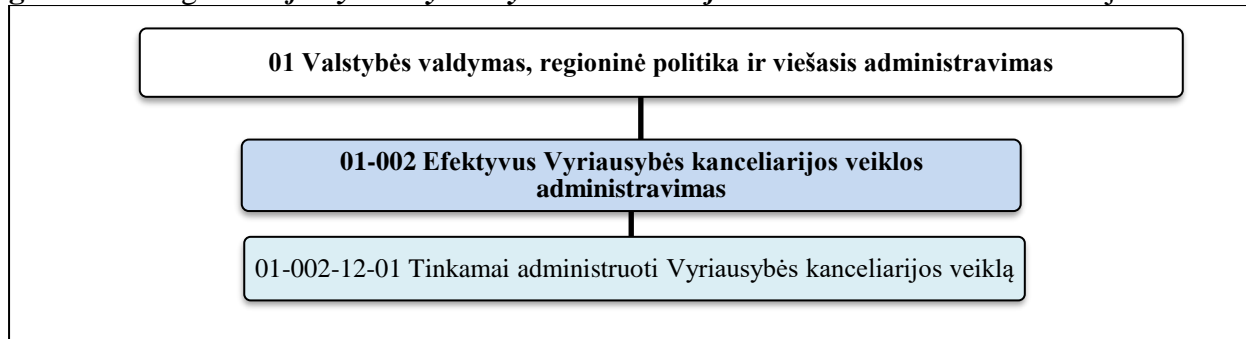 01 Valstybės valdymas, regioninė politika ir viešasis administravimas
01-002 Efektyvus Vyriausybės kanceliarijos veiklos
administravimas
01-002-12-01 Tinkamai administruoti Vyriausybės kanceliarijos veiklą